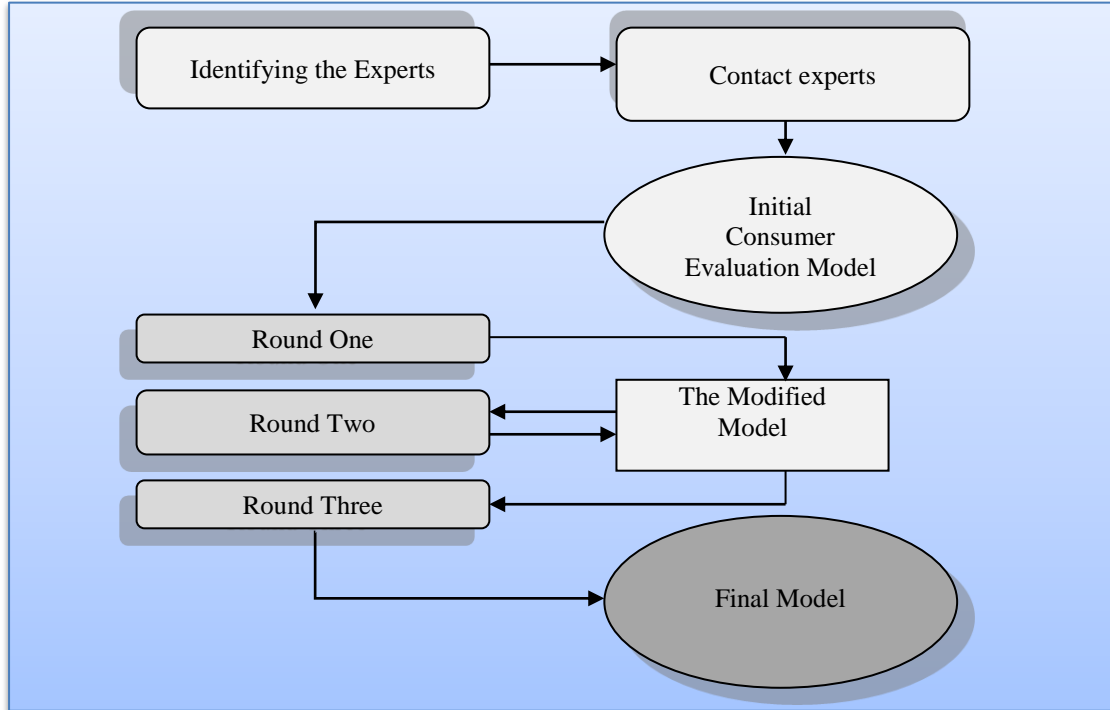 Identifying the Experts
Contact experts
Initial
Consumer
Evaluation Model
Round One
The Modified
Model
Round Two
Round Three
Final Model